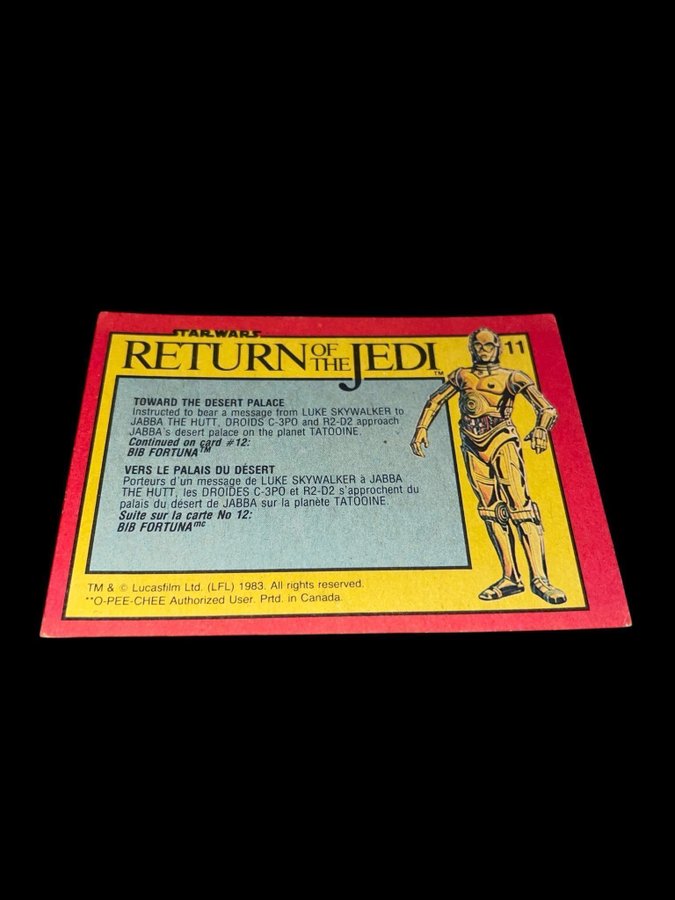 STAR WARS
RETURN OF THE JEDI™
11
TOWARD THE DESERT PALACE
Instructed to bear a message from LUKE SKYWALKER to
JABBA THE HUTT, DROIDS C-3PO and R2-D2 approach
JABBA's desert palace on the planet TATOOINE.
Continued on card #12:
BIB FORTUNA™
VERS LE PALAIS DU DÉSERT
Porteurs d'un message de LUKE SKYWALKER à JABBA
THE HUTT, les DROIDES C-3PO et R2-D2 s'approchent du
palais du désert de JABBA sur la planète TATOOINE.
Suite sur la carte No 12:
BIB FORTUNAmc
TM & © Lucasfilm Ltd. (LFL) 1983. All rights reserved.
**O-PEE-CHEE Authorized User. Prtd. in Canada.